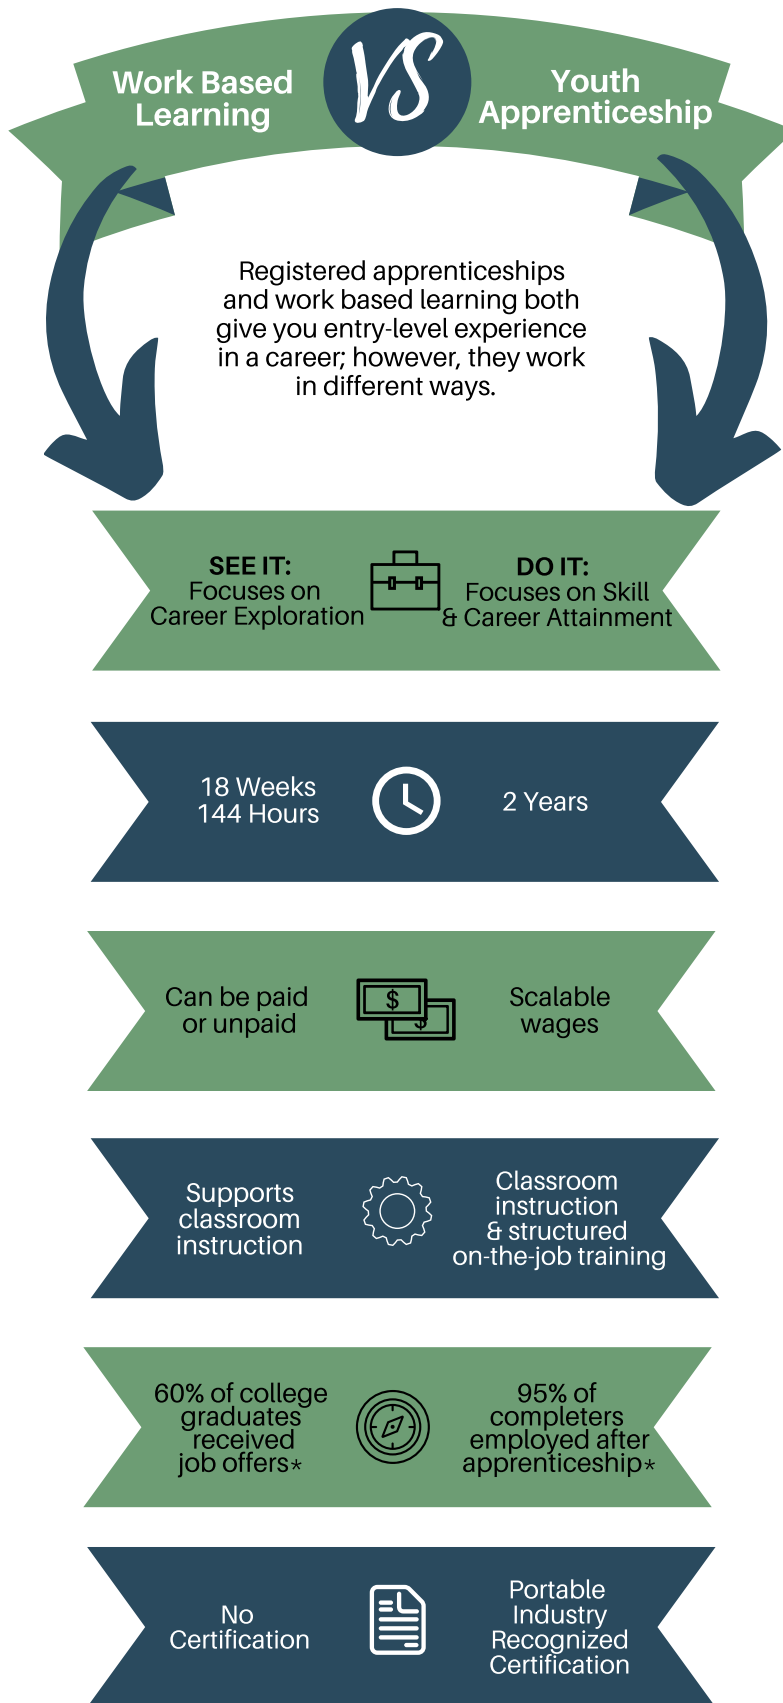 Work Based
Learning
VS
Youth
Apprenticeship
Registered apprenticeships
and work based learning both
give you entry-level experience
in a career; however, they work
in different ways.
SEE IT:
Focuses on
Career Exploration
DO IT:
Focuses on Skill
& Career Attainment
18 Weeks
144 Hours
2 Years
Can be paid
or unpaid
$
$
Scalable
wages
Supports
classroom
instruction
Classroom
instruction
& structured
on-the-job training
60% of college
graduates
received
job offers*
95% of
completers
employed after
apprenticeship*
No
Certification
Portable
Industry
Recognized
Certification